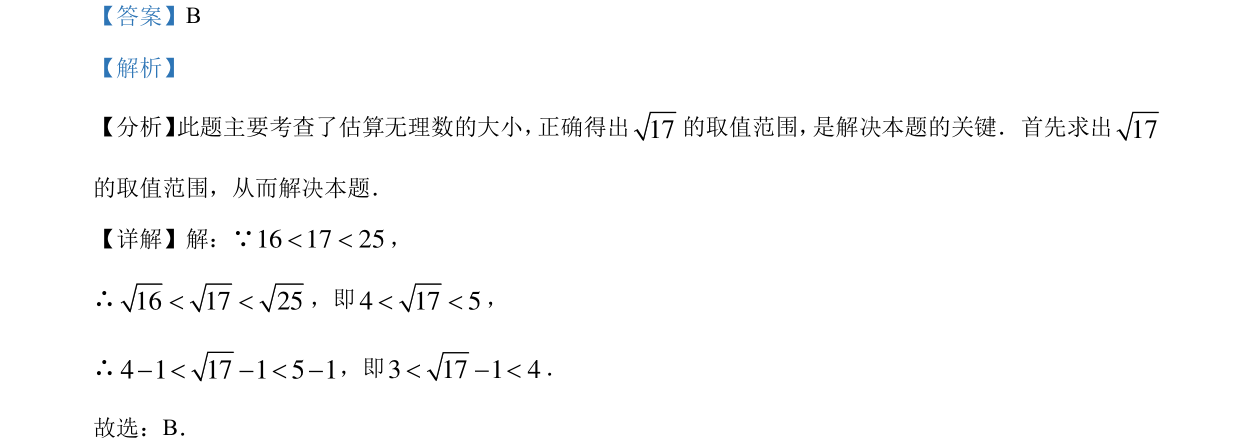 【答案】B
【解析】
【分析】此题主要考查了估算无理数的大小，正确得出√17 的取值范围，是解决本题的关键．首先求出√17
的取值范围，从而解决本题．
【详解】解：∵16<17<25，
∴√16<√17<√25，即4<√17<5，
∴4−1<√17−1<5−1，即3<√17−1<4．
故选：B．